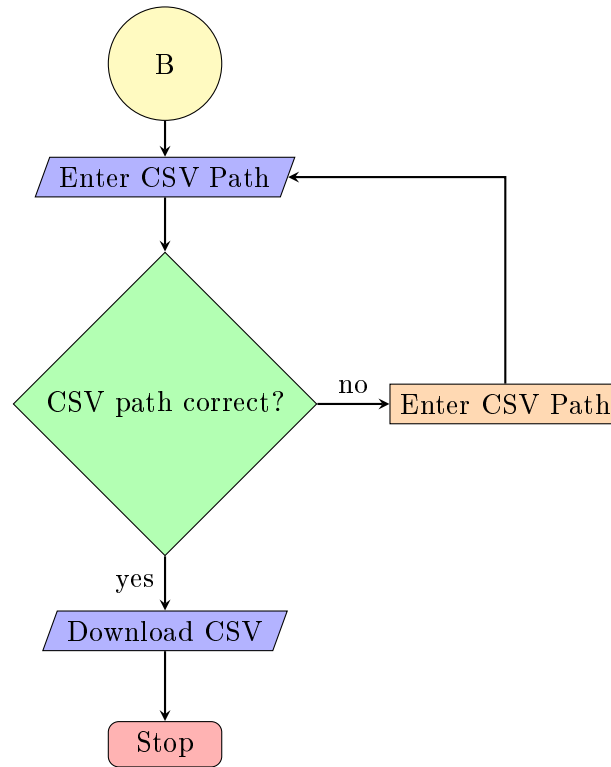 B
Enter CSV Path
CSV path correct?
no
Enter CSV Path
yes
Download CSV
Stop